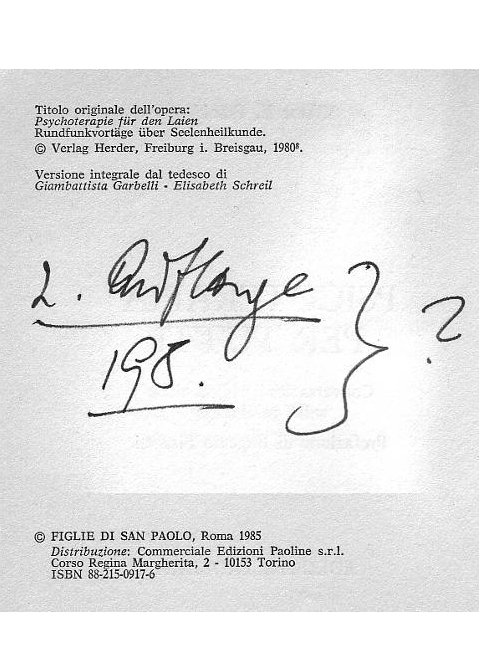 Titolo originale dell'opera:
Psychoterapie für den Laien
Rundfunkvortäge über Seelenheilkunde.
© Verlag Herder, Freiburg i. Breisgau, 1980⁸.
Versione integrale dal tedesco di
Giambattista Garbelli - Elisabeth Schreil
2. Auflage
198. } ?
© FIGLIE DI SAN PAOLO, Roma 1985
Distribuzione: Commerciale Edizioni Paoline s.r.l.
Corso Regina Margherita, 2 - 10153 Torino
ISBN 88-215-0917-6